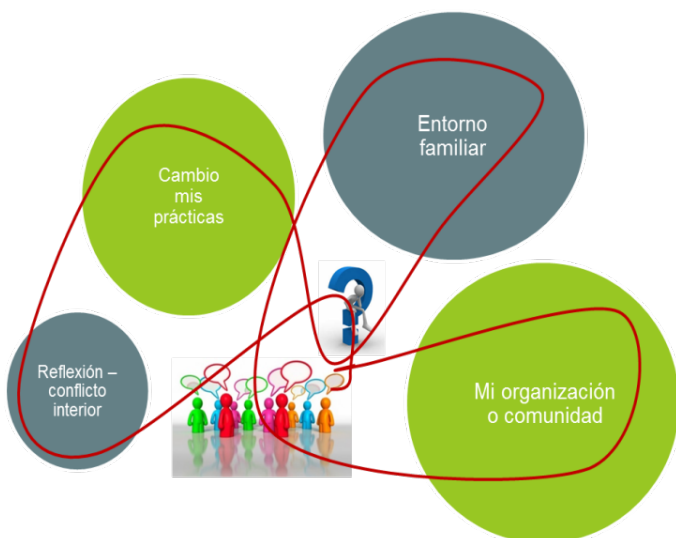 Entorno
familiar
Cambio
mis
prácticas
Reflexión –
conflicto
interior
Mi organización
o comunidad